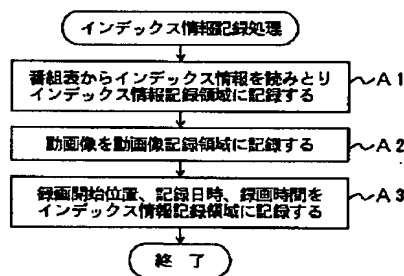 インデックス情報記録処理
番組表からインデックス情報を読みとり
インデックス情報記録領域に記録する
A1
動画像を動画像記録領域に記録する
A2
録画開始位置、記録日時、録画時間を
インデックス情報記録領域に記録する
A3
終了